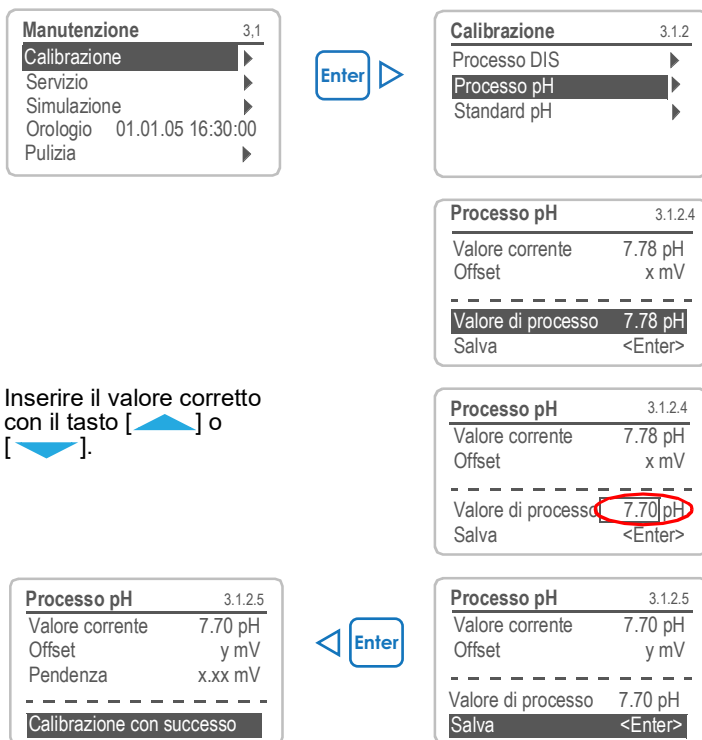 Manutenzione 3,1
Calibrazione
Servizio
Simulazione
Orologio 01.01.05 16:30:00
Pulizia
Enter
Calibrazione 3.1.2
Processo DIS
Processo pH
Standard pH
Processo pH 3.1.2.4
Valore corrente 7.78 pH
Offset x mV
Valore di processo 7.78 pH
Salva <Enter>
Inserire il valore corretto
con il tasto [ ] o
[ ].
Processo pH 3.1.2.4
Valore corrente 7.78 pH
Offset x mV
Valore di processo 7.70 pH
Salva <Enter>
Processo pH 3.1.2.5
Valore corrente 7.70 pH
Offset y mV
Pendenza x.xx mV
Calibrazione con successo
Enter
Processo pH 3.1.2.5
Valore corrente 7.70 pH
Offset y mV
Valore di processo 7.70 pH
Salva <Enter>